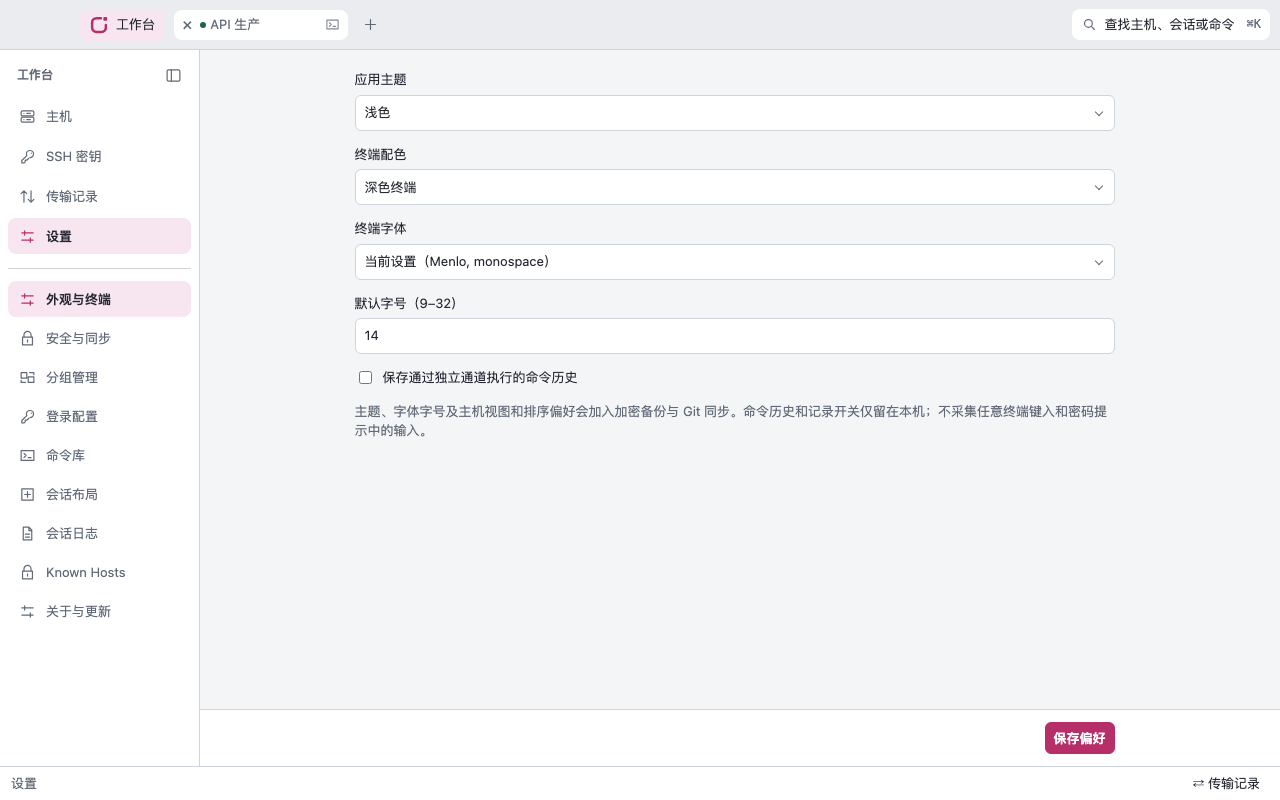 工作台
API 生产
查找主机、会话或命令 ⌘K
工作台
主机
SSH 密钥
传输记录
设置
外观与终端
安全与同步
分组管理
登录配置
命令库
会话布局
会话日志
Known Hosts
关于与更新
应用主题
浅色
终端配色
深色终端
终端字体
当前设置（Menlo, monospace）
默认字号（9–32）
14
保存通过独立通道执行的命令历史
主题、字体字号及主机视图和排序偏好会加入加密备份与 Git 同步。命令历史和记录开关仅留在本机；不采集任意终端键入和密码提
示中的输入。
保存偏好
设置
⇄ 传输记录